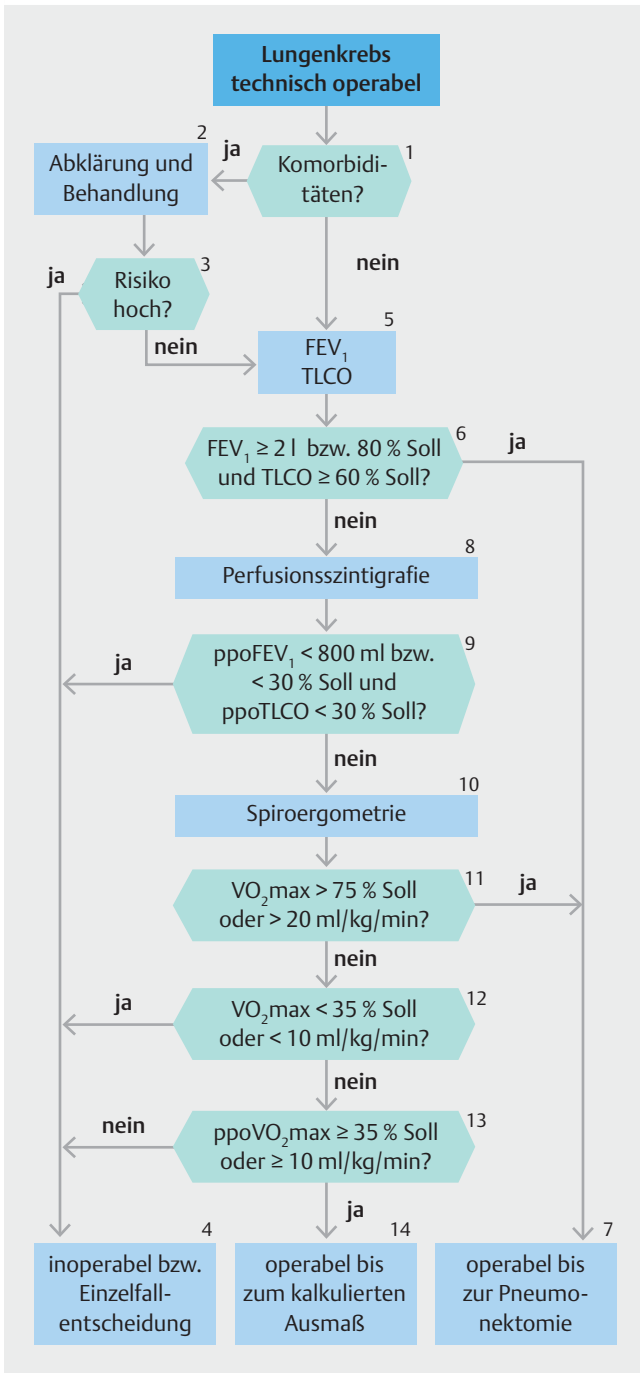 Lungenkrebs
technisch operabel
1
Komorbidi-
täten?
ja
2
Abklärung und
Behandlung
nein
3
Risiko
hoch?
ja
nein
5
FEV₁
TLCO
6
FEV₁ ≥ 2 l bzw. 80 % Soll
und TLCO ≥ 60 % Soll?
ja
nein
8
Perfusionsszintigrafie
9
ppoFEV₁ < 800 ml bzw.
< 30 % Soll und
ppoTLCO < 30 % Soll?
ja
nein
10
Spiroergometrie
11
VO₂max > 75 % Soll
oder > 20 ml/kg/min?
ja
nein
12
VO₂max < 35 % Soll
oder < 10 ml/kg/min?
ja
nein
13
ppoVO₂max ≥ 35 % Soll
oder ≥ 10 ml/kg/min?
nein
ja
4
inoperabel bzw.
Einzelfall-
entscheidung
14
operabel bis
zum kalkulierten
Ausmaß
7
operabel bis
zur Pneumo-
nektomie